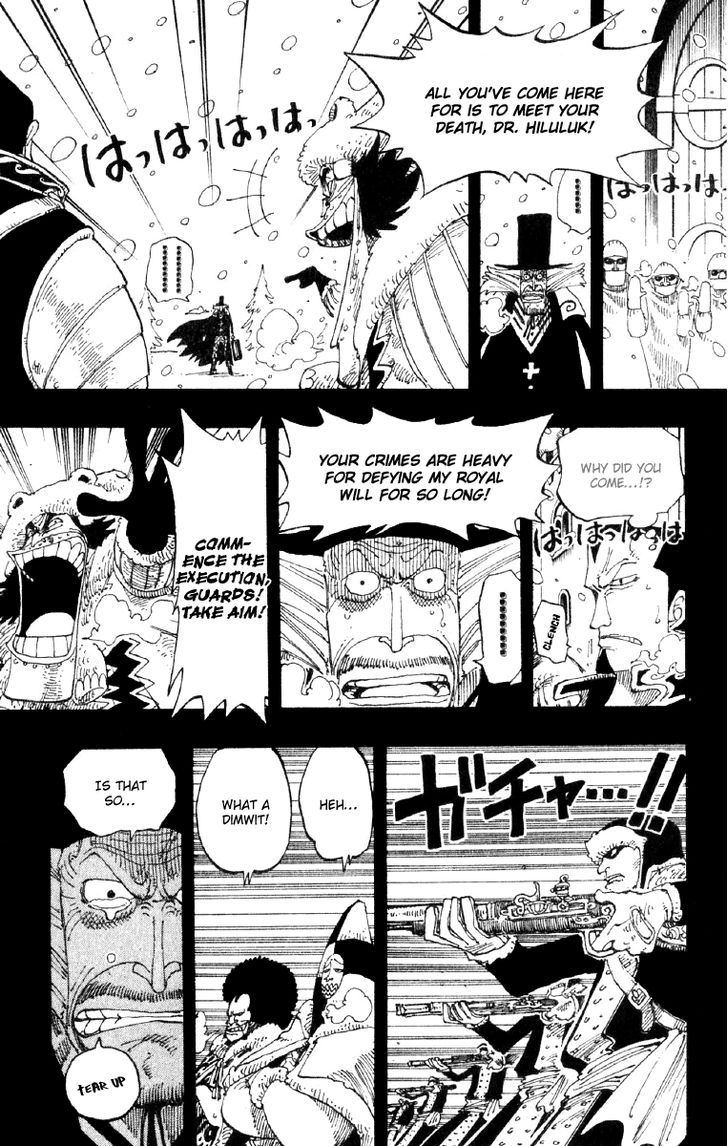 はっはっはっは
ALL YOU'VE COME HERE
FOR IS TO MEET YOUR
DEATH, DR. HILULUK!
はっはっはっはっ
WHY DID YOU
COME...!?
はっはっはっは
CLENCH
YOUR CRIMES ARE HEAVY
FOR DEFYING MY ROYAL
WILL FOR SO LONG!
COMM-
ENCE THE
EXECUTION,
GUARDS!
TAKE AIM!
ガチャ...!!
HEH...
WHAT A
DIMWIT!
IS THAT
SO...
TEAR UP